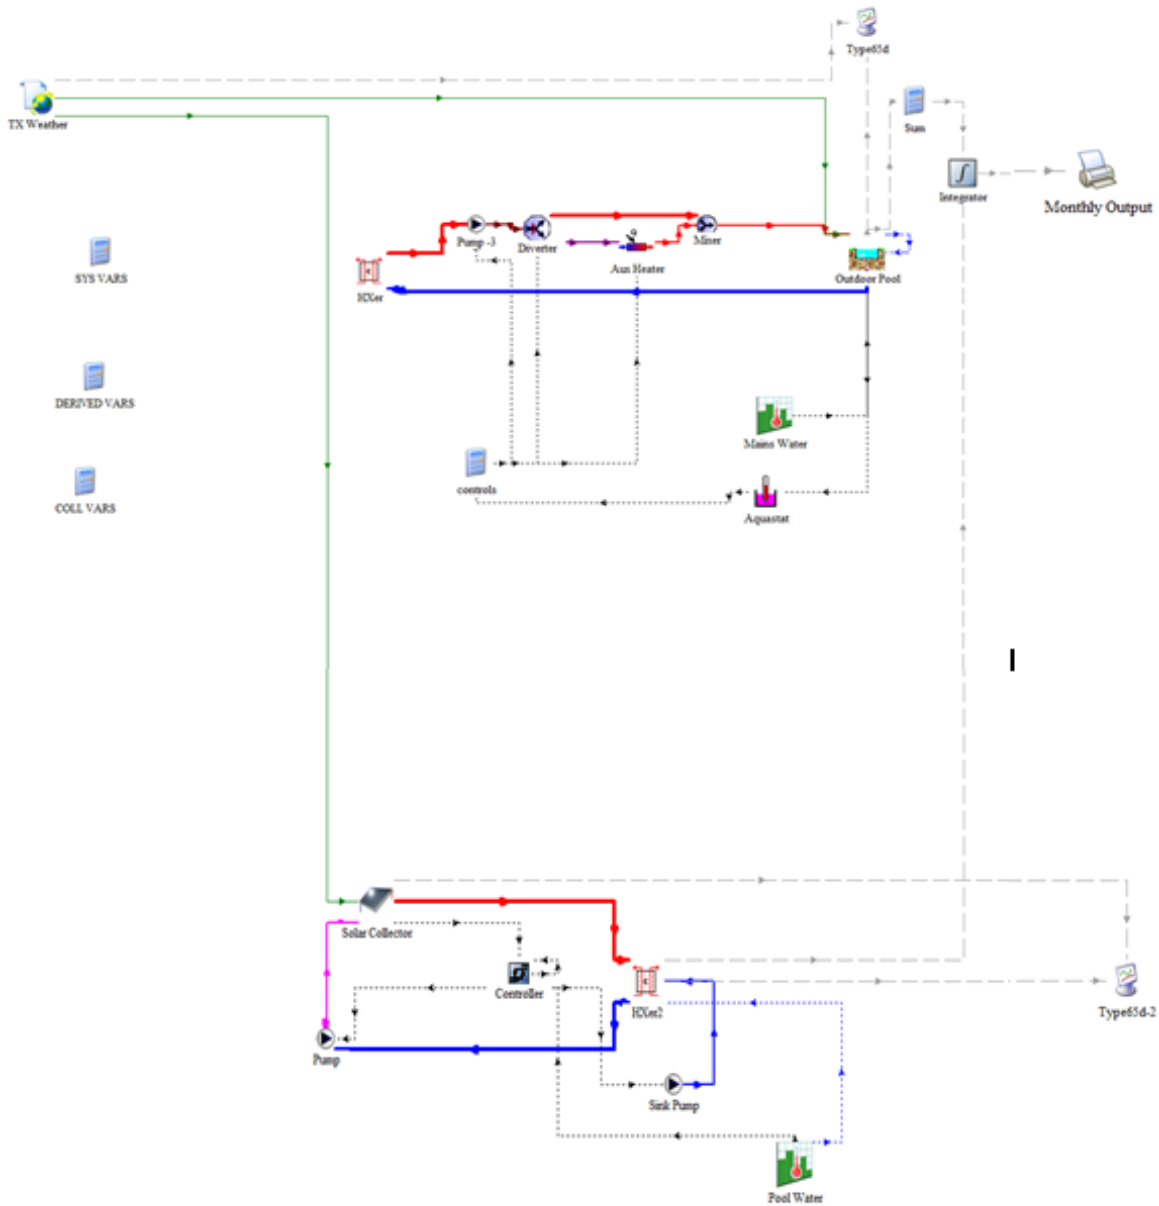 Type65d
TX Weather
Sum
Integrator
Monthly Output
Pump -3
Diverter
Mixer
Aux Heater
Outdoor Pool
HXer
SYS VARS
DERIVED VARS
Mains Water
controls
COLL VARS
Aquastat
I
Solar Collector
Controller
HXer2
Type65d-2
Pump
Sink Pump
Pool Water